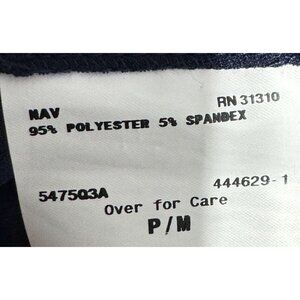 NAV RN 31310
95% POLYESTER 5% SPANDEX
547503A 444629-1
Over for Care
P/M